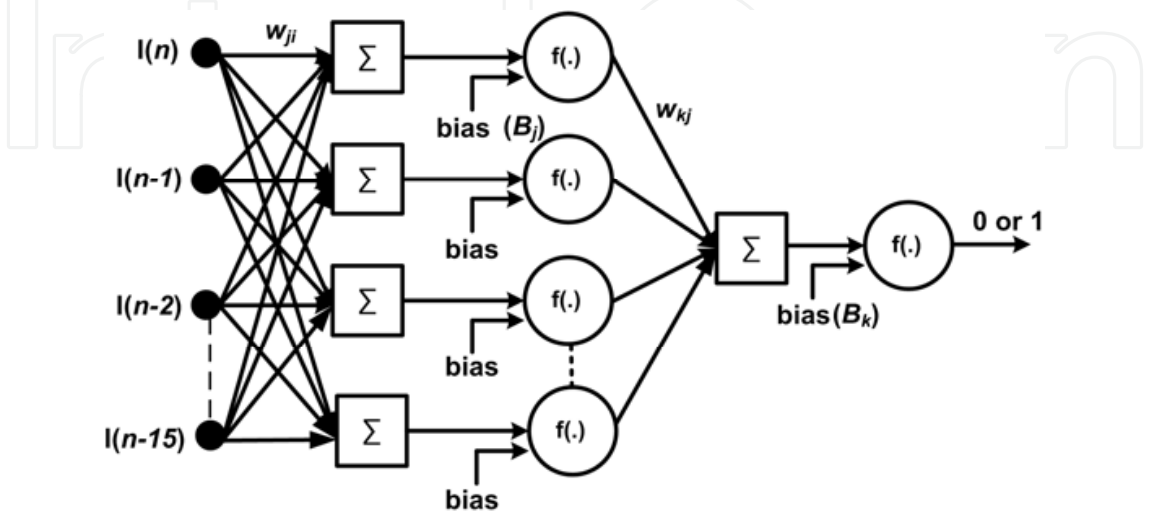 I(n)
w_ji
Σ
f(.)
bias (B_j)
w_kj
I(n-1)
Σ
f(.)
bias
Σ
f(.)
0 or 1
bias(B_k)
I(n-2)
Σ
f(.)
bias
I(n-15)
Σ
f(.)
bias